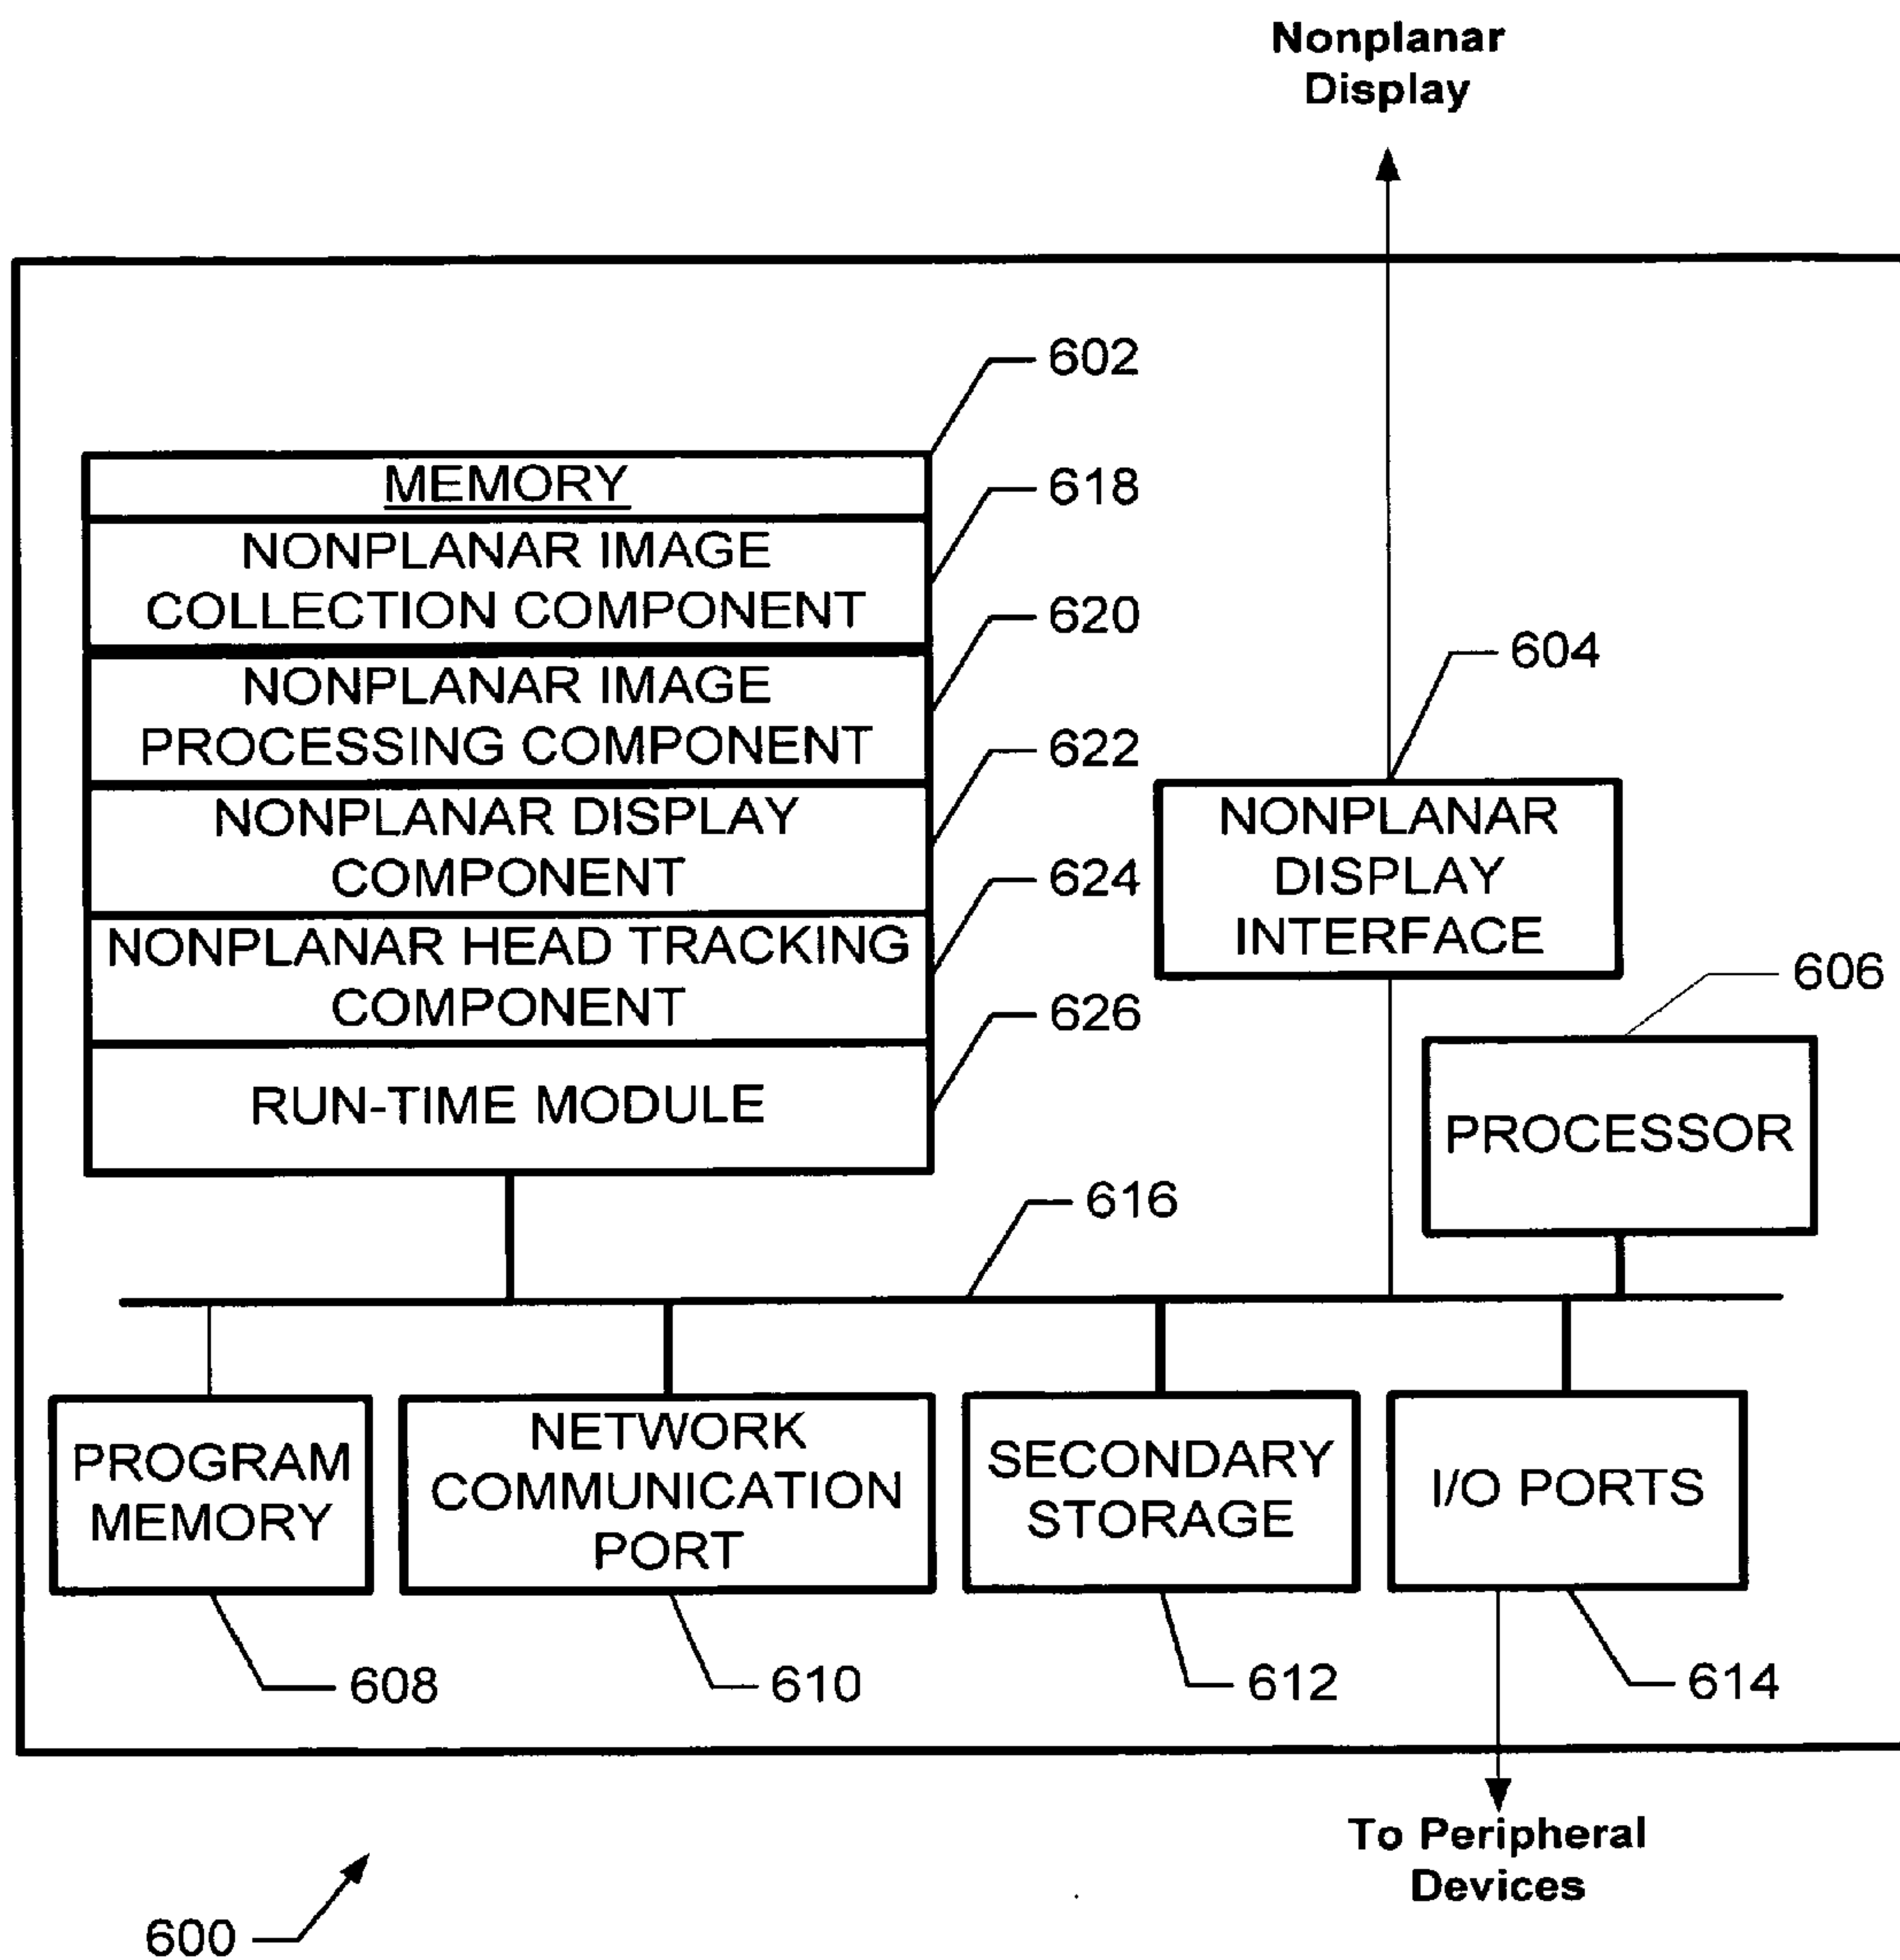 Nonplanar
Display
602
MEMORY
618
NONPLANAR IMAGE
COLLECTION COMPONENT
620
NONPLANAR IMAGE
PROCESSING COMPONENT
604
622
NONPLANAR DISPLAY
COMPONENT
NONPLANAR
DISPLAY
INTERFACE
624
NONPLANAR HEAD TRACKING
COMPONENT
606
626
RUN-TIME MODULE
PROCESSOR
616
PROGRAM
MEMORY
NETWORK
COMMUNICATION
PORT
SECONDARY
STORAGE
I/O PORTS
608
610
612
614
To Peripheral
Devices
600